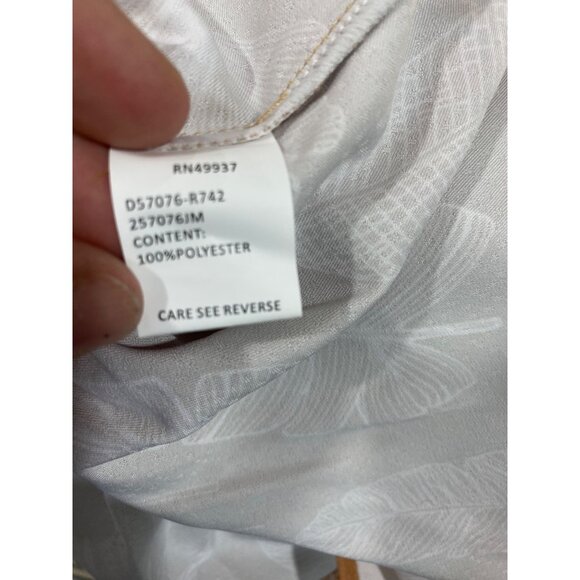 RN49937
D57076-R742
257076JM
CONTENT:
100%POLYESTER
CARE SEE REVERSE